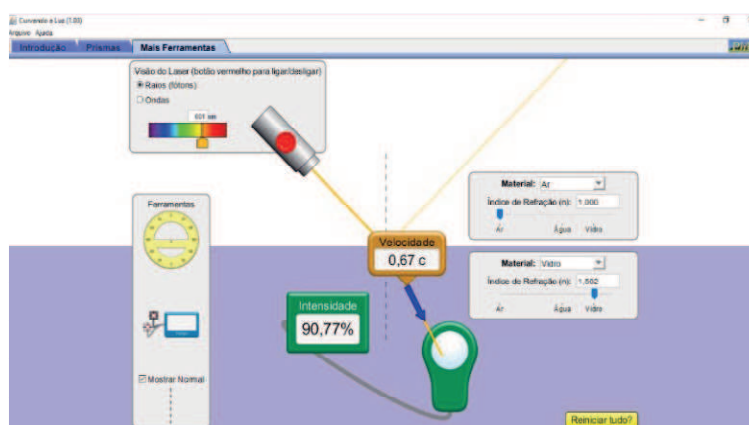 Curvando a Luz (1.00)
Arquivo Ajuda
Introdução Prismas Mais Ferramentas
Visão do Laser (botão vermelho para ligar/desligar)
Raios (fótons)
Ondas
Material: Ar
Índice de Refração (n): 1,000
Ar Água Vidro
Ferramentas
Velocidade
0,67 c
Material: Vidro
Índice de Refração (n):
Ar Água Vidro
Intensidade
90,77%
Mostrar Normal
Reiniciar tudo?